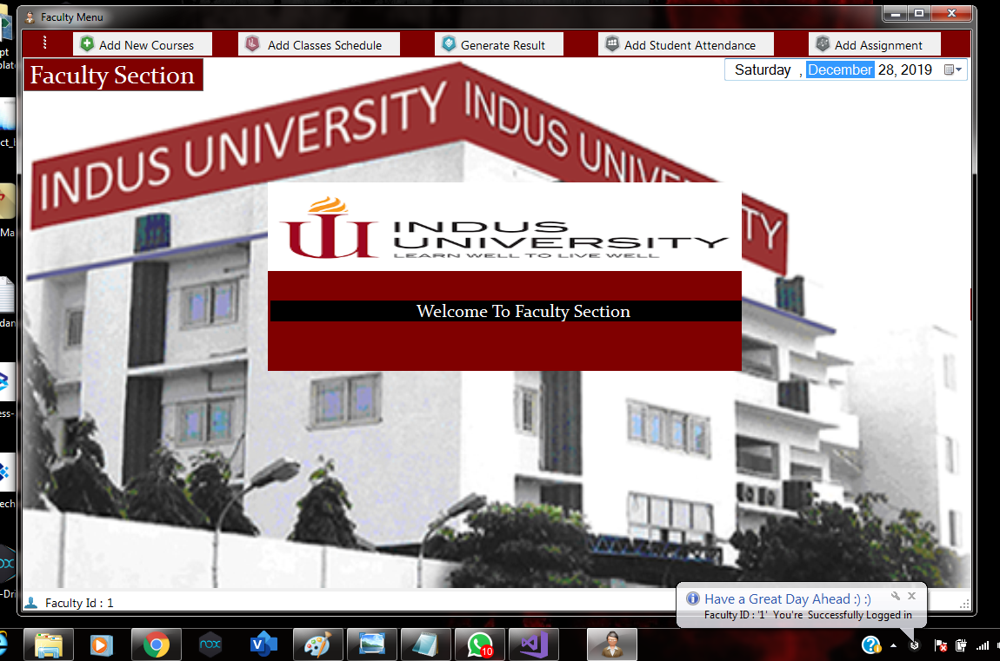 Faculty Menu
Add New Courses
Add Classes Schedule
Generate Result
Add Student Attendance
Add Assignment
Faculty Section
Saturday , December 28, 2019
INDUS UNIVERSITY
INDUS
INDUS
UNIVERSITY
LEARN WELL TO LIVE WELL
Welcome To Faculty Section
Faculty Id : 1
Have a Great Day Ahead :) :)
Faculty ID : '1' You're Successfully Logged in
nox
10